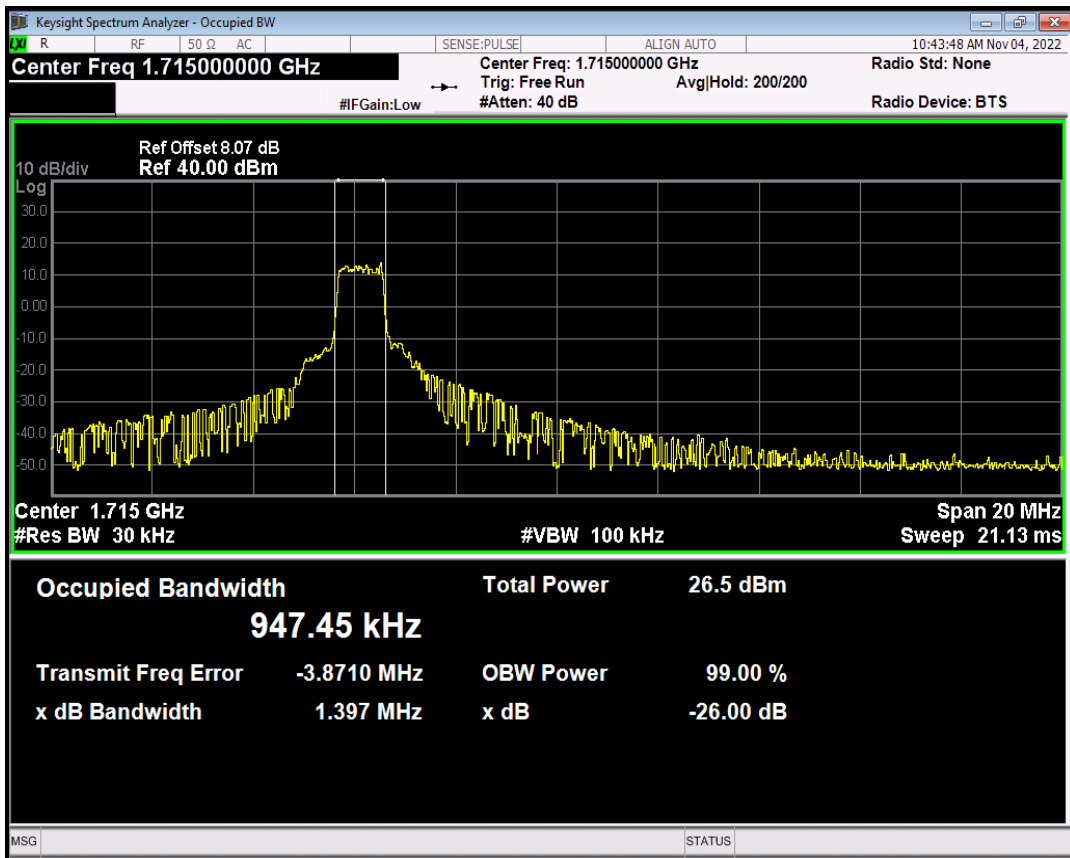 Keysight Spectrum Analyzer - Occupied BW
LXI R RF 50 Ω AC SENSE:PULSE ALIGN AUTO 10:43:48 AM Nov 04, 2022
Center Freq 1.715000000 GHz Center Freq: 1.715000000 GHz Radio Std: None
Trig: Free Run Avg|Hold: 200/200
#IFGain:Low #Atten: 40 dB Radio Device: BTS
Ref Offset 8.07 dB
10 dB/div Ref 40.00 dBm
Log
30.0
20.0
10.0
0.00
-10.0
-20.0
-30.0
-40.0
-50.0
Center 1.715 GHz Span 20 MHz
#Res BW 30 kHz #VBW 100 kHz Sweep 21.13 ms
Occupied Bandwidth Total Power 26.5 dBm
947.45 kHz
Transmit Freq Error -3.8710 MHz OBW Power 99.00 %
x dB Bandwidth 1.397 MHz x dB -26.00 dB
MSG STATUS